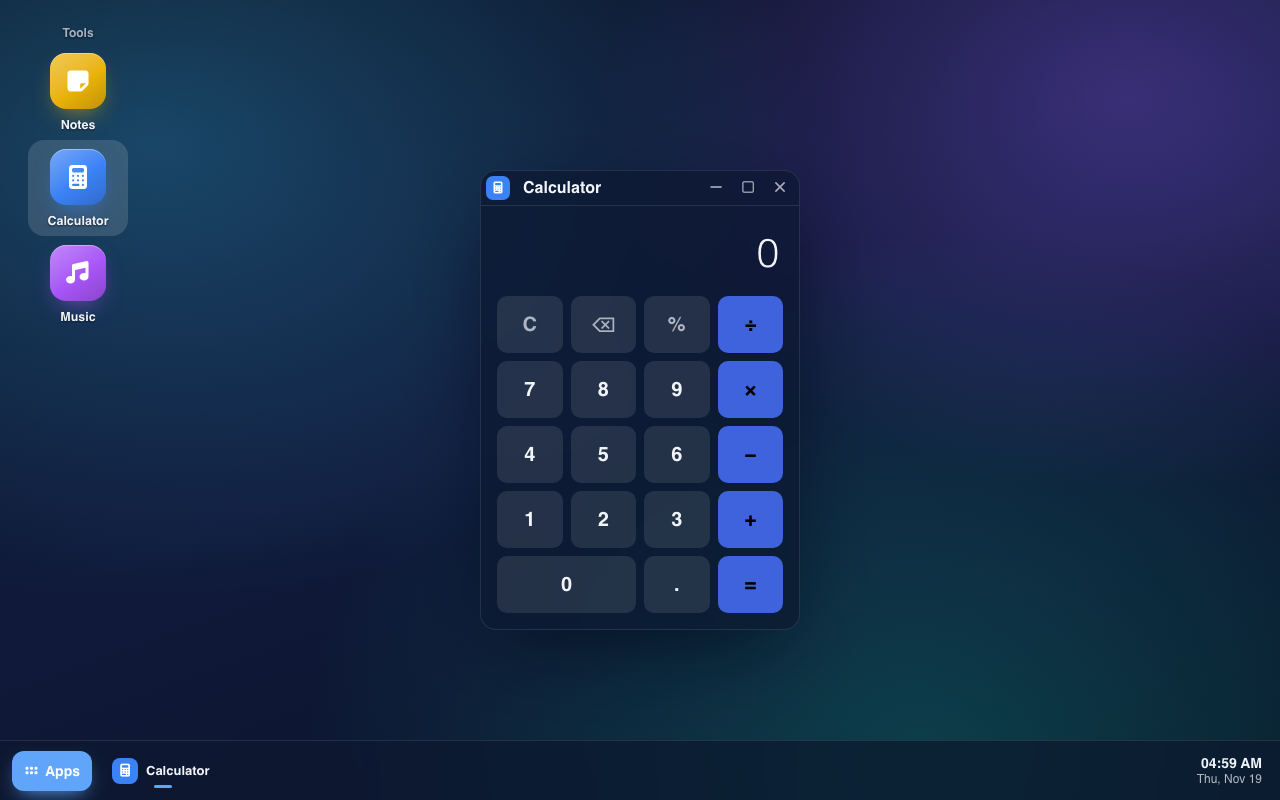 Tools
Notes
Calculator
Music
Calculator
0
C % ÷
7 8 9 ×
4 5 6 −
1 2 3 +
0 . =
Apps
Calculator
04:59 AM
Thu, Nov 19